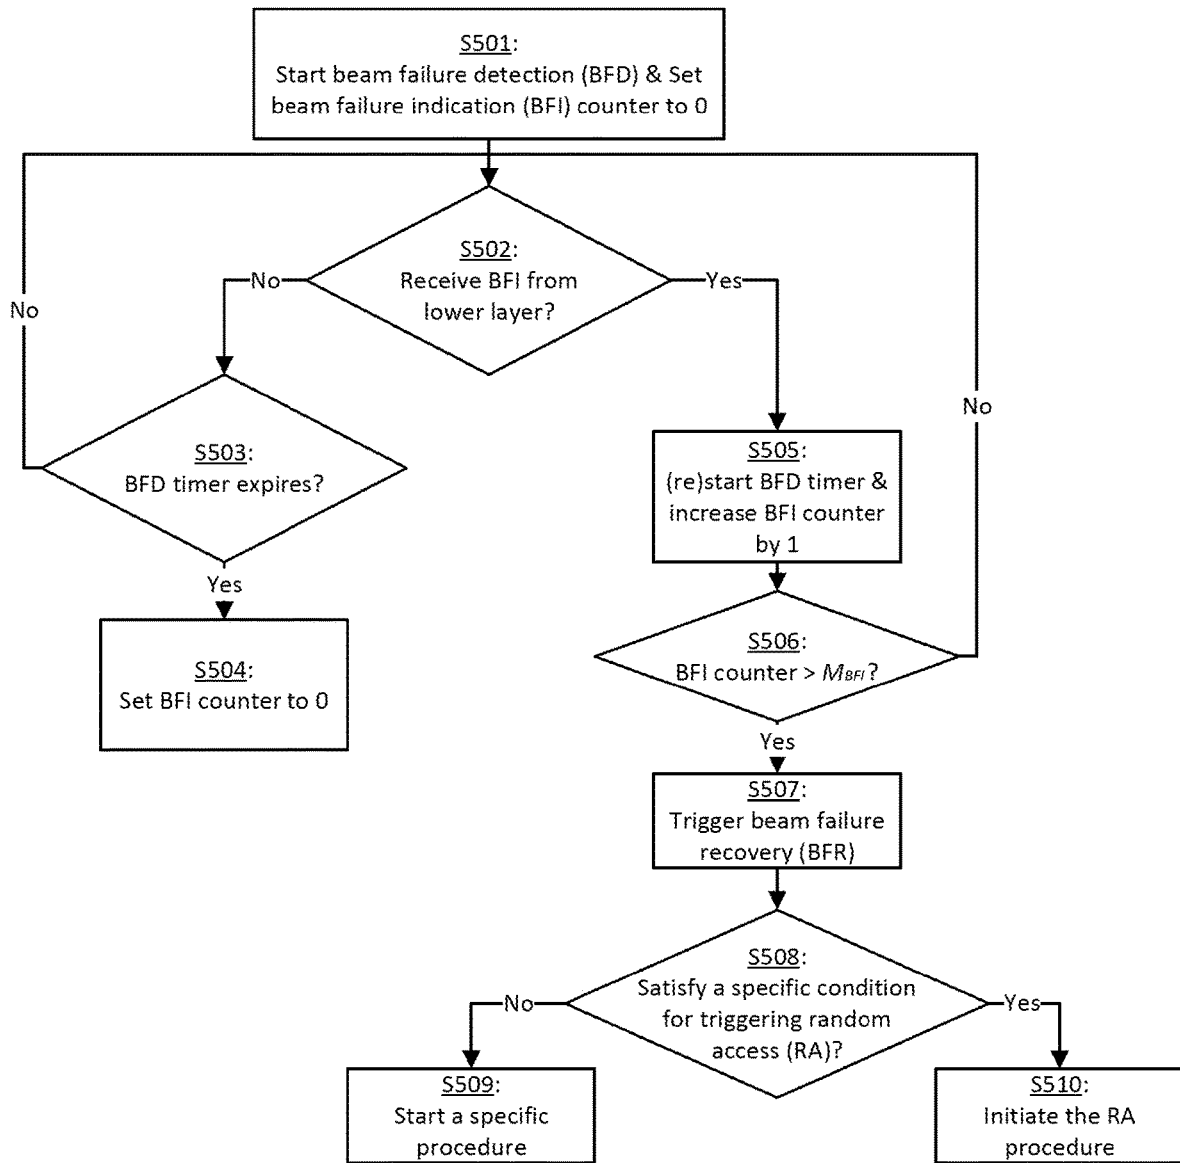 S501:
Start beam failure detection (BFD) & Set
beam failure indication (BFI) counter to 0
S502:
Receive BFI from
lower layer?
No
Yes
No
No
S503:
BFD timer expires?
S505:
(re)start BFD timer &
increase BFI counter
by 1
Yes
S504:
Set BFI counter to 0
S506:
BFI counter > MBFI?
Yes
S507:
Trigger beam failure
recovery (BFR)
S508:
Satisfy a specific condition
for triggering random
access (RA)?
No
Yes
S509:
Start a specific
procedure
S510:
Initiate the RA
procedure